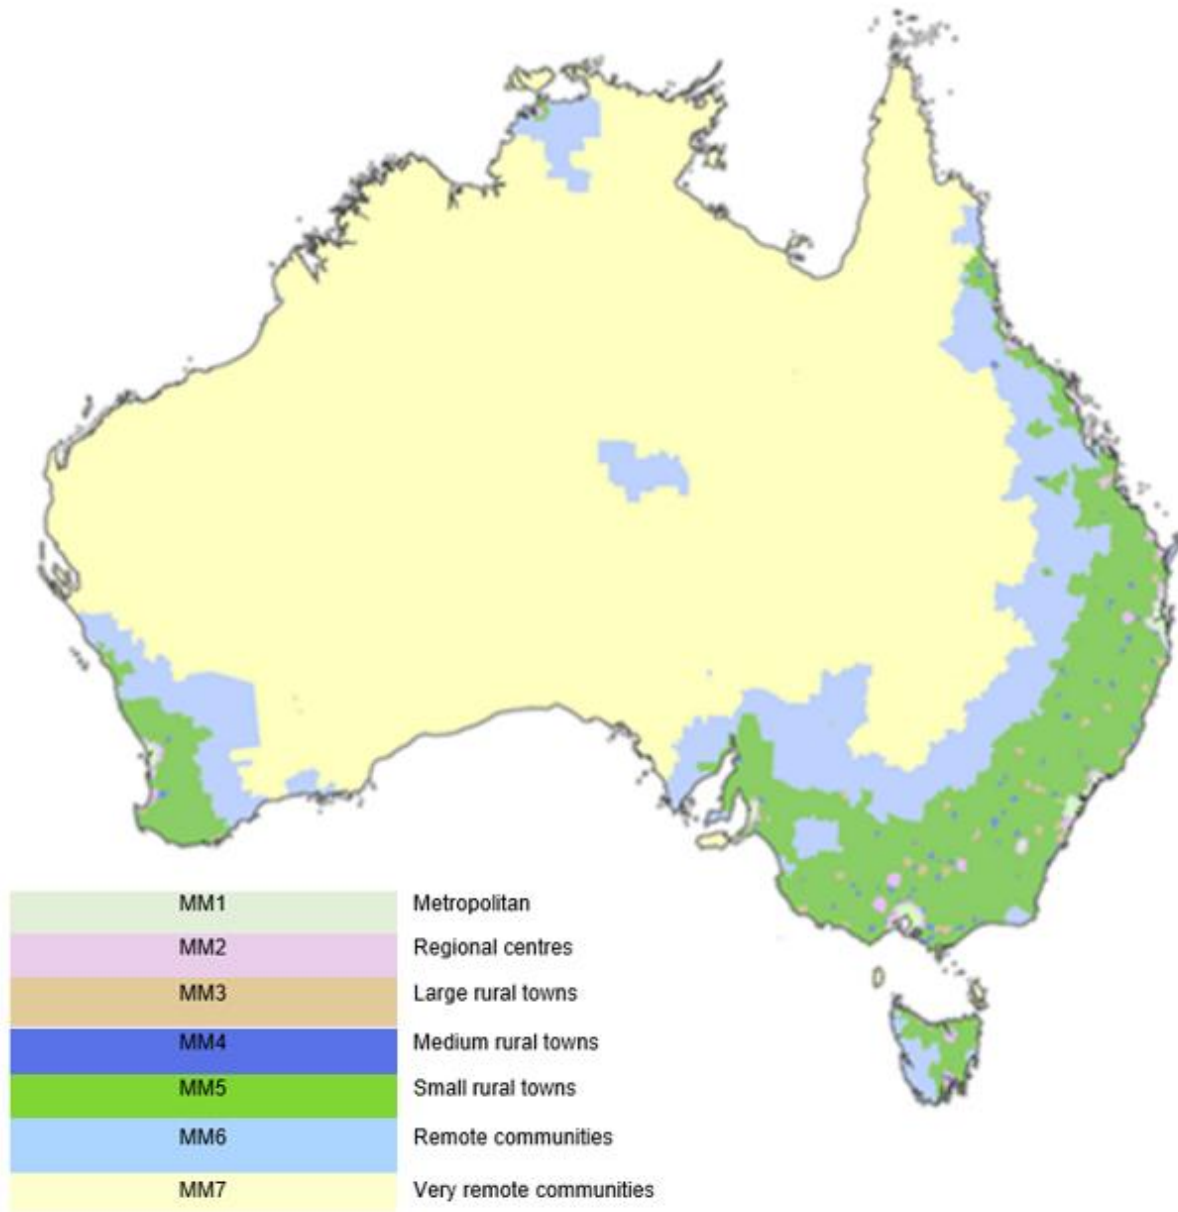 MM1 Metropolitan
MM2 Regional centres
MM3 Large rural towns
MM4 Medium rural towns
MM5 Small rural towns
MM6 Remote communities
MM7 Very remote communities